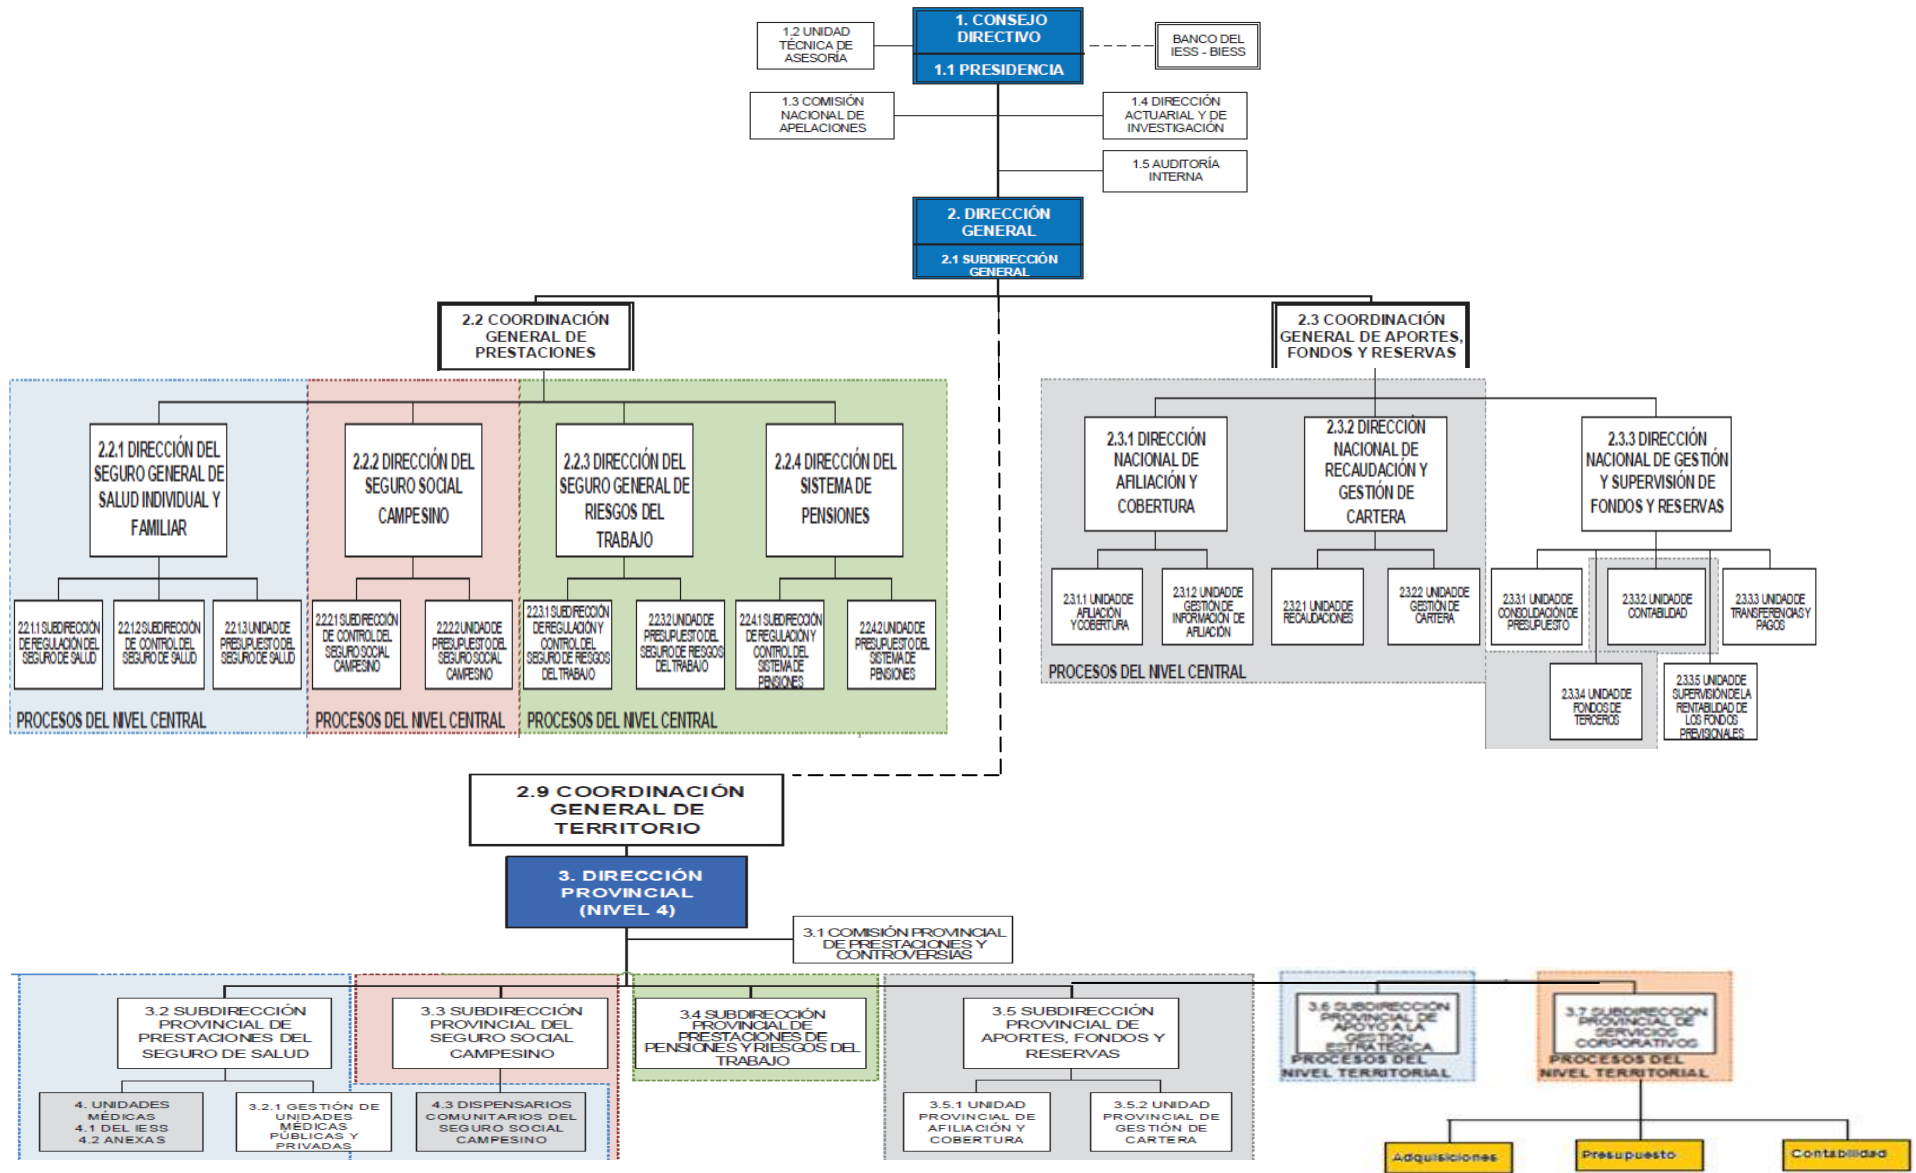 1. CONSEJO
DIRECTIVO
1.1 PRESIDENCIA
1.2 UNIDAD
TÉCNICA DE
ASESORÍA
BANCO DEL
IESS - BIESS
1.3 COMISIÓN
NACIONAL DE
APELACIONES
1.4 DIRECCIÓN
ACTUARIAL Y DE
INVESTIGACIÓN
1.5 AUDITORÍA
INTERNA
2. DIRECCIÓN
GENERAL
2.1 SUBDIRECCIÓN
GENERAL
2.2 COORDINACIÓN
GENERAL DE
PRESTACIONES
2.3 COORDINACIÓN
GENERAL DE APORTES,
FONDOS Y RESERVAS
2.2.1 DIRECCIÓN DEL
SEGURO GENERAL DE
SALUD INDIVIDUAL Y
FAMILIAR
2.2.2 DIRECCIÓN DEL
SEGURO SOCIAL
CAMPESINO
2.2.3 DIRECCIÓN DEL
SEGURO GENERAL DE
RIESGOS DEL
TRABAJO
2.2.4 DIRECCIÓN DEL
SISTEMA DE
PENSIONES
2.3.1 DIRECCIÓN
NACIONAL DE
AFILIACIÓN Y
COBERTURA
2.3.2 DIRECCIÓN
NACIONAL DE
RECAUDACIÓN Y
GESTIÓN DE
CARTERA
2.3.3 DIRECCIÓN
NACIONAL DE GESTIÓN
Y SUPERVISIÓN DE
FONDOS Y RESERVAS
2.2.1.1 SUBDIRECCIÓN
DE REGULACIÓN DEL
SEGURO DE SALUD
2.2.1.2 SUBDIRECCIÓN
DE CONTROL DEL
SEGURO DE SALUD
2.2.1.3 UNIDAD DE
PRESUPUESTO DEL
SEGURO DE SALUD
2.2.2.1 SUBDIRECCIÓN
DE CONTROL DEL
SEGURO SOCIAL
CAMPESINO
2.2.2.2 UNIDAD DE
PRESUPUESTO DEL
SEGURO SOCIAL
CAMPESINO
2.2.3.1 SUBDIRECCIÓN
DE REGULACIÓN Y
CONTROL DEL
SEGURO DE RIESGOS
DEL TRABAJO
2.2.3.2 UNIDAD DE
PRESUPUESTO DEL
SEGURO DE RIESGOS
DEL TRABAJO
2.2.4.1 SUBDIRECCIÓN
DE REGULACIÓN Y
CONTROL DEL
SISTEMA DE
PENSIONES
2.2.4.2 UNIDAD DE
PRESUPUESTO DEL
SISTEMA DE
PENSIONES
2.3.1.1 UNIDAD DE
AFILIACIÓN
Y COBERTURA
2.3.1.2 UNIDAD DE
GESTIÓN DE
INFORMACIÓN DE
AFILIACIÓN
2.3.2.1 UNIDAD DE
RECAUDACIONES
2.3.2.2 UNIDAD DE
GESTIÓN DE
CARTERA
2.3.3.1 UNIDAD DE
CONSOLIDACIÓN DE
PRESUPUESTO
2.3.3.2. UNIDAD DE
CONTABILIDAD
2.3.3.3 UNIDAD DE
TRANSFERENCIAS Y
PAGOS
2.3.3.4 UNIDAD DE
FONDOS DE
TERCEROS
2.3.3.5 UNIDAD DE
SUPERVISIÓN DE LA
RENTABILIDAD DE
LOS FONDOS
PREVISIONALES
PROCESOS DEL NIVEL CENTRAL
PROCESOS DEL NIVEL CENTRAL
PROCESOS DEL NIVEL CENTRAL
PROCESOS DEL NIVEL CENTRAL
2.9 COORDINACIÓN
GENERAL DE
TERRITORIO
3. DIRECCIÓN
PROVINCIAL
(NIVEL 4)
3.1 COMISIÓN PROVINCIAL
DE PRESTACIONES Y
CONTROVERSIAS
3.2 SUBDIRECCIÓN
PROVINCIAL DE
PRESTACIONES DEL
SEGURO DE SALUD
3.3 SUBDIRECCIÓN
PROVINCIAL DEL
SEGURO SOCIAL
CAMPESINO
3.4 SUBDIRECCIÓN
PROVINCIAL DE
PRESTACIONES DE
PENSIONES Y RIESGOS DEL
TRABAJO
3.5 SUBDIRECCIÓN
PROVINCIAL DE
APORTES, FONDOS Y
RESERVAS
3.6 SUBDIRECCIÓN
PROVINCIAL DE
APOYO A LA
GESTIÓN
ESTRATÉGICA
PROCESOS DEL
NIVEL TERRITORIAL
3.7 SUBDIRECCIÓN
PROVINCIAL DE
SERVICIOS
CORPORATIVOS
PROCESOS DEL
NIVEL TERRITORIAL
4. UNIDADES
MÉDICAS
4.1 DEL IESS
4.2 ANEXAS
3.2.1 GESTIÓN DE
UNIDADES
MÉDICAS
PÚBLICAS Y
PRIVADAS
4.3 DISPENSARIOS
COMUNITARIOS DEL
SEGURO SOCIAL
CAMPESINO
3.5.1 UNIDAD
PROVINCIAL DE
AFILIACIÓN Y
COBERTURA
3.5.2 UNIDAD
PROVINCIAL DE
GESTIÓN DE
CARTERA
Adquisiciones
Presupuesto
Contabilidad